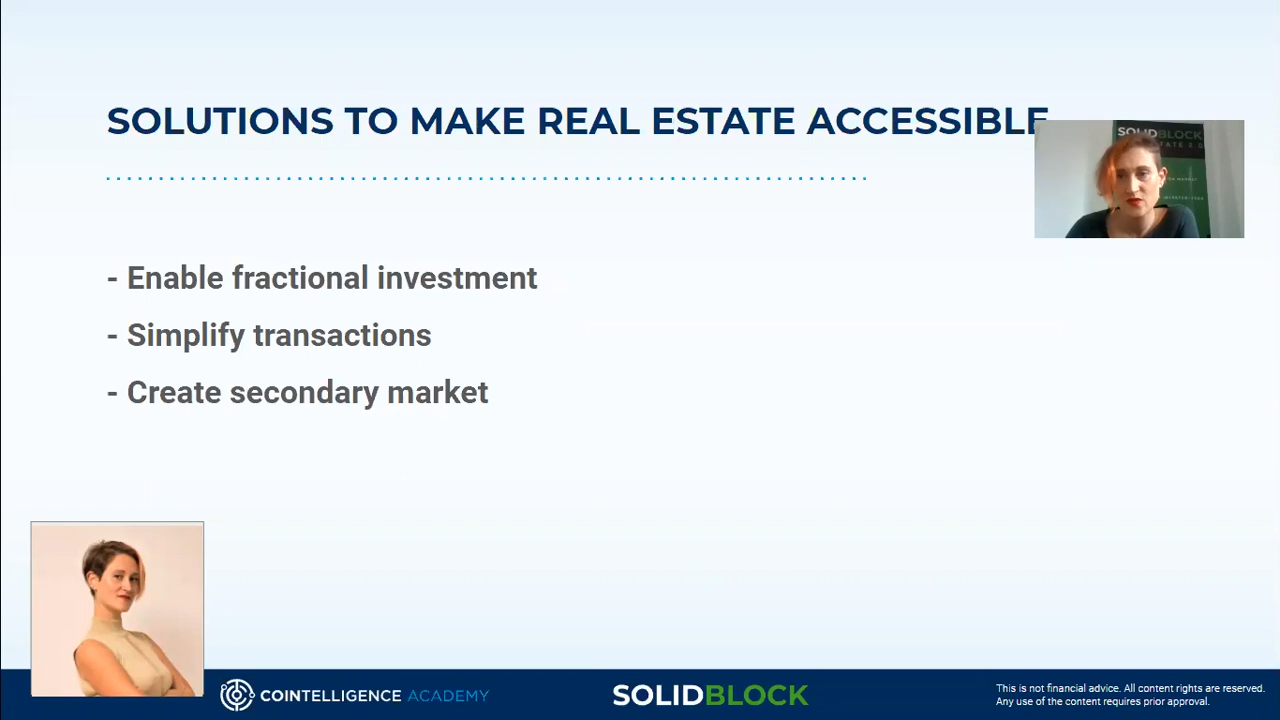 SOLUTIONS TO MAKE REAL ESTATE ACCESSIBLE
SOLIDBLOCK
- Enable fractional investment
- Simplify transactions
- Create secondary market
COINTELLIGENCE ACADEMY
SOLIDBLOCK
This is not financial advice. All content rights are reserved.
Any use of the content requires prior approval.